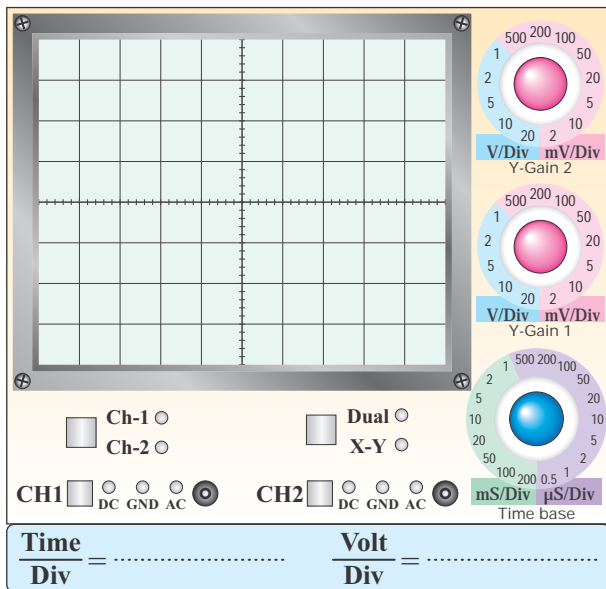 500 200 100
1 50
2 20
5 5
10 10
20 2
V/Div mV/Div
Y-Gain 2
500 200 100
1 50
2 20
5 5
10 10
20 2
V/Div mV/Div
Y-Gain 1
1 500 200 100
2 50
5 20
10 10
20 5
50 2
100 200 0.5 1
mS/Div µS/Div
Time base
Ch-1
Ch-2
Dual
X-Y
CH1 DC GND AC
CH2 DC GND AC
Time
Div = ....................
Volt
Div = ....................